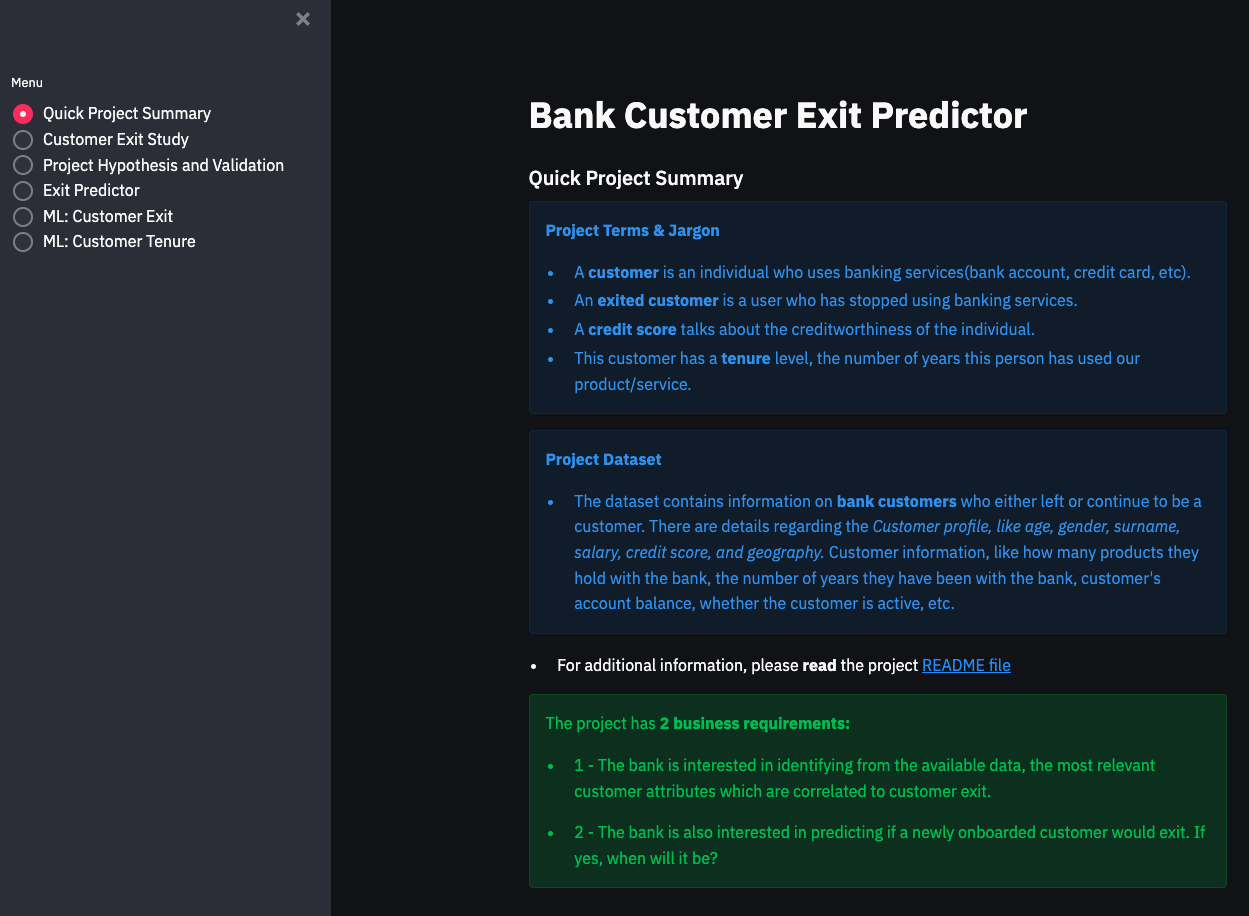 Menu
Quick Project Summary
Customer Exit Study
Project Hypothesis and Validation
Exit Predictor
ML: Customer Exit
ML: Customer Tenure
Bank Customer Exit Predictor
Quick Project Summary
Project Terms & Jargon
• A customer is an individual who uses banking services(bank account, credit card, etc).
• An exited customer is a user who has stopped using banking services.
• A credit score talks about the creditworthiness of the individual.
• This customer has a tenure level, the number of years this person has used our
product/service.
Project Dataset
• The dataset contains information on bank customers who either left or continue to be a
customer. There are details regarding the Customer profile, like age, gender, surname,
salary, credit score, and geography. Customer information, like how many products they
hold with the bank, the number of years they have been with the bank, customer's
account balance, whether the customer is active, etc.
• For additional information, please read the project README file
The project has 2 business requirements:
• 1 - The bank is interested in identifying from the available data, the most relevant
customer attributes which are correlated to customer exit.
• 2 - The bank is also interested in predicting if a newly onboarded customer would exit. If
yes, when will it be?